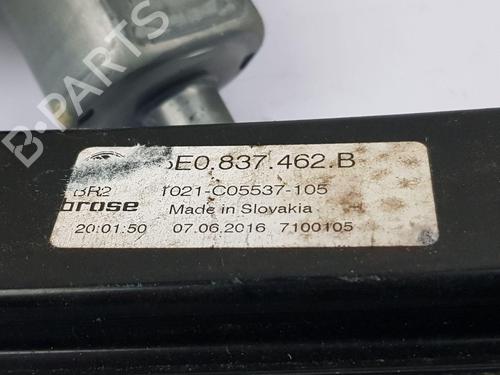 B-PARTS
5E0.837.462.B
BR2 1021-C05537-105
brose Made in Slovakia
20:01:50 07.06.2016 7100105